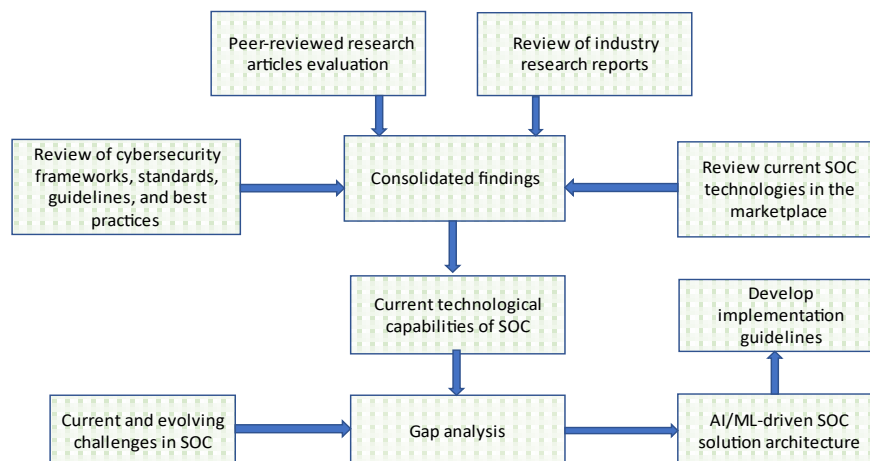 Peer-reviewed research
articles evaluation
Review of industry
research reports
Review of cybersecurity
frameworks, standards,
guidelines, and best
practices
Consolidated findings
Review current SOC
technologies in the
marketplace
Current technological
capabilities of SOC
Develop
implementation
guidelines
Current and evolving
challenges in SOC
Gap analysis
AI/ML-driven SOC
solution architecture